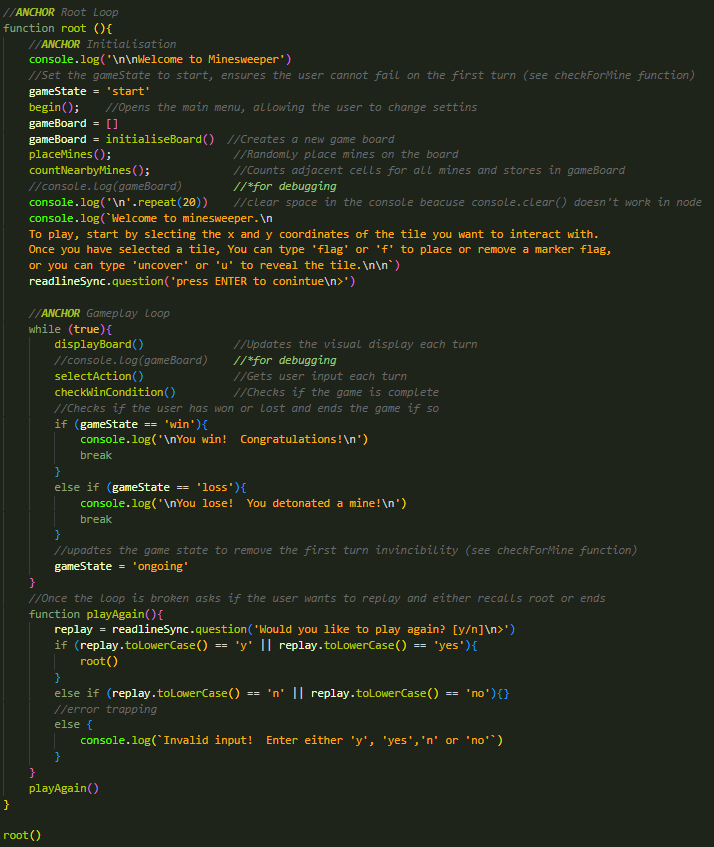 //ANCHOR Root Loop
function root (){
    //ANCHOR Initialisation
    console.log('\n\nWelcome to Minesweeper')
    //Set the gameState to start, ensures the user cannot fail on the first turn (see checkForMine function)
    gameState = 'start'
    begin();    //Opens the main menu, allowing the user to change settins
    gameBoard = []
    gameBoard = initialiseBoard()  //Creates a new game board
    placeMines();                   //Randomly place mines on the board
    countNearbyMines();             //Counts adjacent cells for all mines and stores in gameBoard
    //console.log(gameBoard)        //*for debugging
    console.log('\n'.repeat(20))    //clear space in the console beacuse console.clear() doesn't work in node
    console.log(`Welcome to minesweeper.\n
    To play, start by slecting the x and y coordinates of the tile you want to interact with.
    Once you have selected a tile, You can type 'flag' or 'f' to place or remove a marker flag,
    or you can type 'uncover' or 'u' to reveal the tile.\n\n`)
    readlineSync.question('press ENTER to conintue\n>')

    //ANCHOR Gameplay loop
    while (true){
        displayBoard()              //Updates the visual display each turn
        //console.log(gameBoard)    //*for debugging
        selectAction()              //Gets user input each turn
        checkWinCondition()         //Checks if the game is complete
        //Checks if the user has won or lost and ends the game if so
        if (gameState == 'win'){
            console.log('\nYou win!  Congratulations!\n')
            break
        }
        else if (gameState == 'loss'){
            console.log('\nYou lose!  You detonated a mine!\n')
            break
        }
        //upadtes the game state to remove the first turn invincibility (see checkForMine function)
        gameState = 'ongoing'
    }
    //Once the loop is broken asks if the user wants to replay and either recalls root or ends
    function playAgain(){
        replay = readlineSync.question('Would you like to play again? [y/n]\n>')
        if (replay.toLowerCase() == 'y' || replay.toLowerCase() == 'yes'){
            root()
        }
        else if (replay.toLowerCase() == 'n' || replay.toLowerCase() == 'no'){}
        //error trapping
        else {
            console.log(`Invalid input!  Enter either 'y', 'yes','n' or 'no'`)
        }
    }
    playAgain()
}

root()